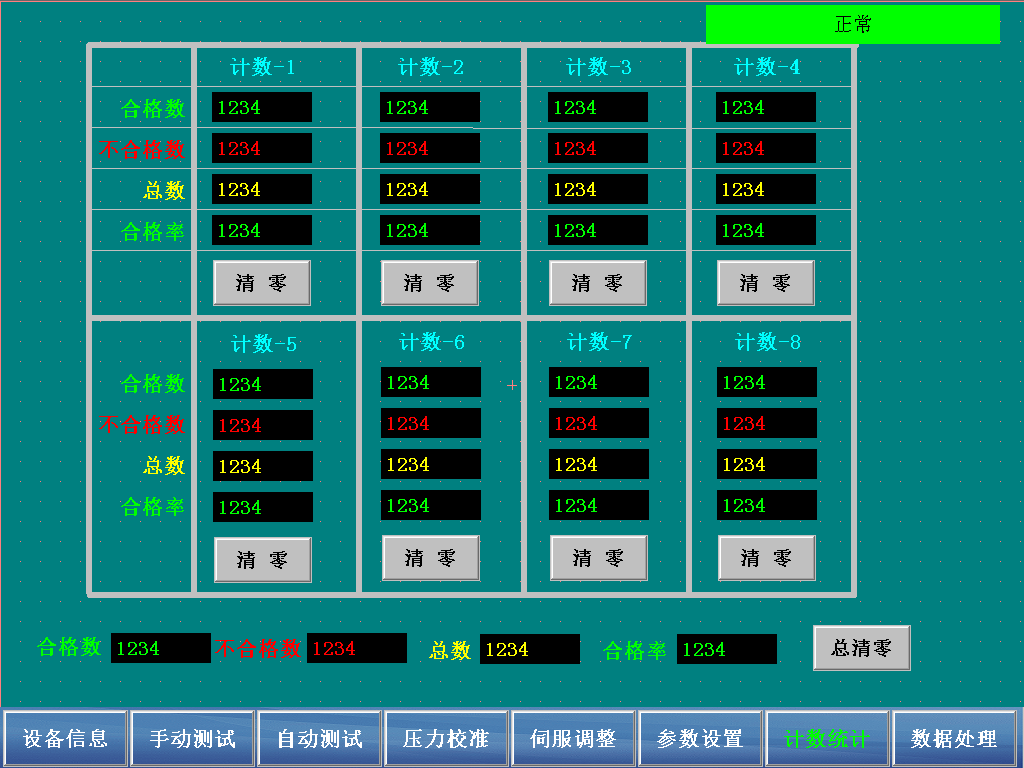 正常
计数-1 计数-2 计数-3 计数-4
合格数 1234 1234 1234 1234
不合格数 1234 1234 1234 1234
总数 1234 1234 1234 1234
合格率 1234 1234 1234 1234
清 零 清 零 清 零 清 零
计数-5 计数-6 计数-7 计数-8
合格数 1234 1234 1234 1234
不合格数 1234 1234 1234 1234
总数 1234 1234 1234 1234
合格率 1234 1234 1234 1234
清 零 清 零 清 零 清 零
合格数 1234 不合格数 1234 总数 1234 合格率 1234 总清零
设备信息 手动测试 自动测试 压力校准 伺服调整 参数设置 计数统计 数据处理